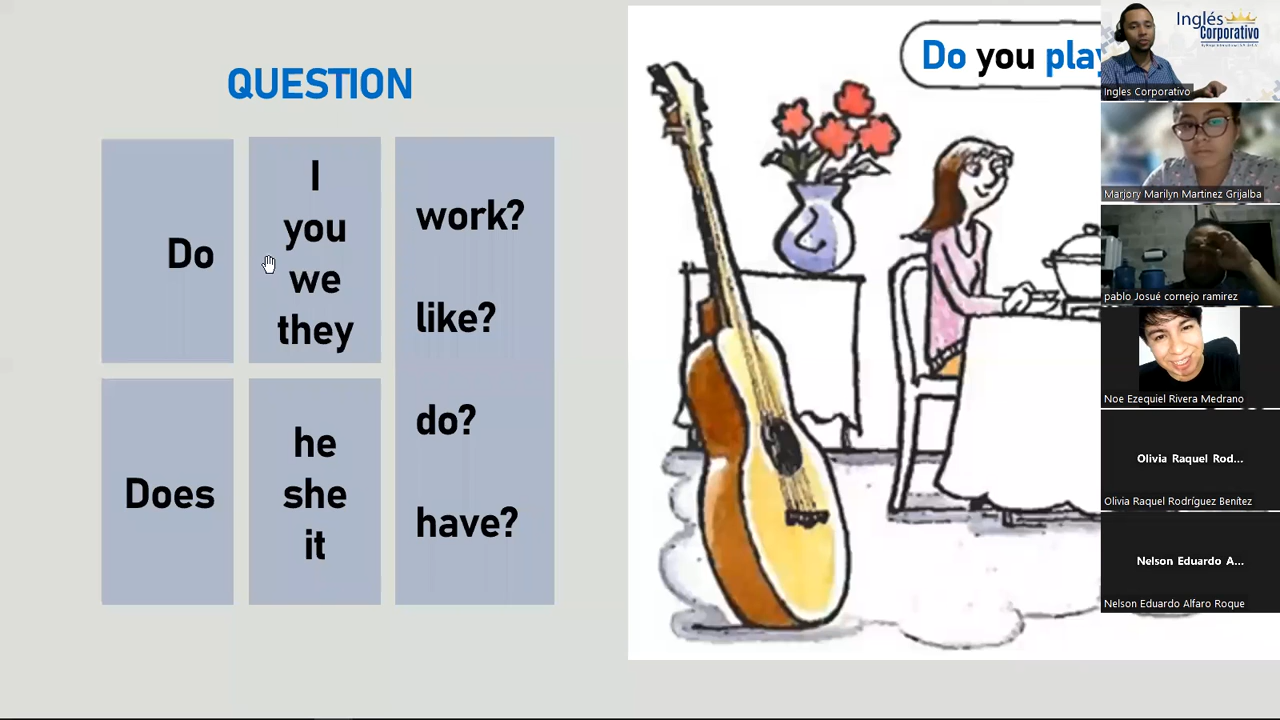 QUESTION
Do
I
you
we
they
Does
he
she
it
work?
like?
do?
have?
Do you play
Inglés
Corporativo
Ingles Corporativo
Marjory Marilyn Martinez Grijalba
pablo Josué cornejo ramirez
Noe Ezequiel Rivera Medrano
Olivia Raquel Rod...
Olivia Raquel Rodríguez Benítez
Nelson Eduardo A...
Nelson Eduardo Alfaro Roque